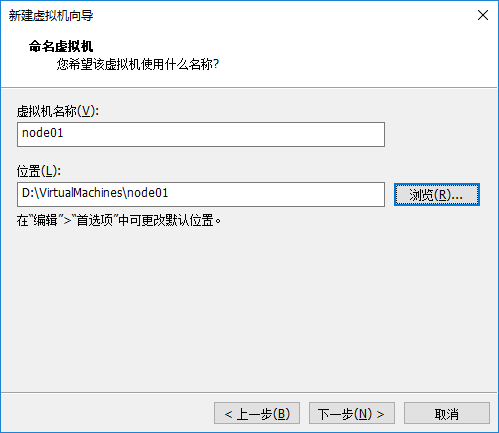 新建虚拟机向导
命名虚拟机
您希望该虚拟机使用什么名称?
虚拟机名称(V):
node01
位置(L):
D:\VirtualMachines\node01
浏览(R)...
在“编辑”>“首选项”中可更改默认位置。
< 上一步(B)
下一步(N) >
取消